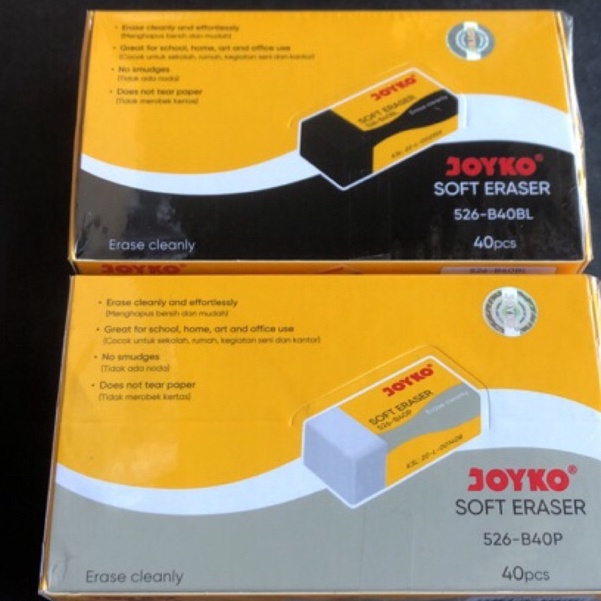 • Erase cleanly and effortlessly
(Menghapus bersih dan mudah)
• Great for school, home, art and office use
(Cocok untuk sekolah, rumah, kegiatan seni dan kantor)
• No smudges
(Tidak ada noda)
• Does not tear paper
(Tidak merobek kertas)
JOYKO
SOFT ERASER
526-B40BL
Erase cleanly
JOYKO®
SOFT ERASER
526-B40BL
40pcs
Erase cleanly
JOYKO
526-B40BL
• Erase cleanly and effortlessly
(Menghapus bersih dan mudah)
• Great for school, home, art and office use
(Cocok untuk sekolah, rumah, kegiatan seni dan kantor)
• No smudges
(Tidak ada noda)
• Does not tear paper
(Tidak merobek kertas)
JOYKO®
SOFT ERASER
526-B40P
Erase cleanly
JOYKO®
SOFT ERASER
526-B40P
40pcs
Erase cleanly